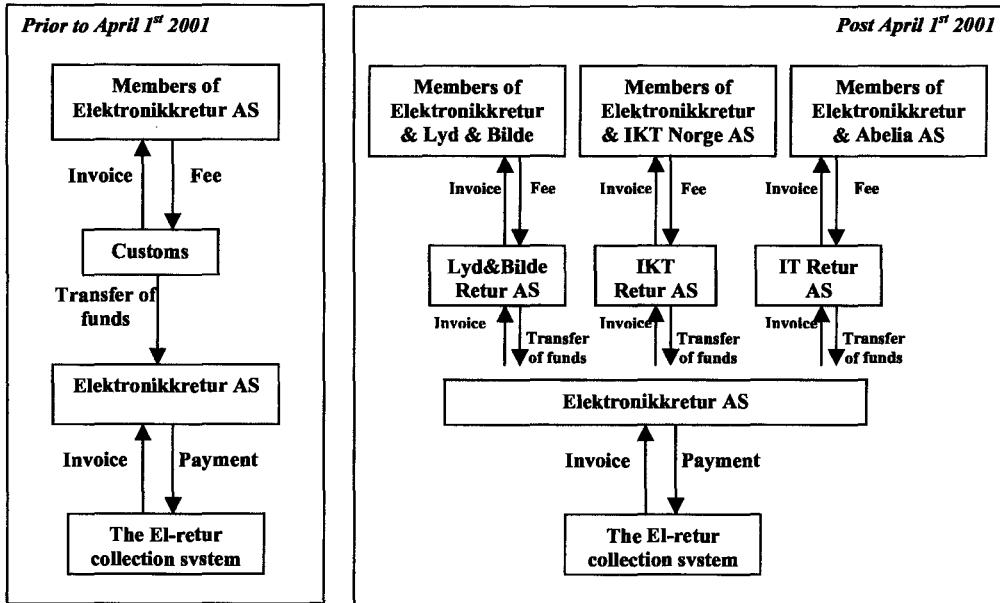 Prior to April 1st 2001
Members of
Elektronikkretur AS
Invoice
Fee
Customs
Transfer of
funds
Elektronikkretur AS
Invoice
Payment
The El-retur
collection system
Post April 1st 2001
Members of
Elektronikkretur
& Lyd & Bilde
Members of
Elektronikkretur
& IKT Norge AS
Members of
Elektronikkretur
& Abelia AS
Invoice
Fee
Invoice
Fee
Invoice
Fee
Lyd&Bilde
Retur AS
IKT
Retur AS
IT Retur
AS
Invoice
Transfer
of funds
Invoice
Transfer
of funds
Invoice
Transfer
of funds
Elektronikkretur AS
Invoice
Payment
The El-retur
collection system